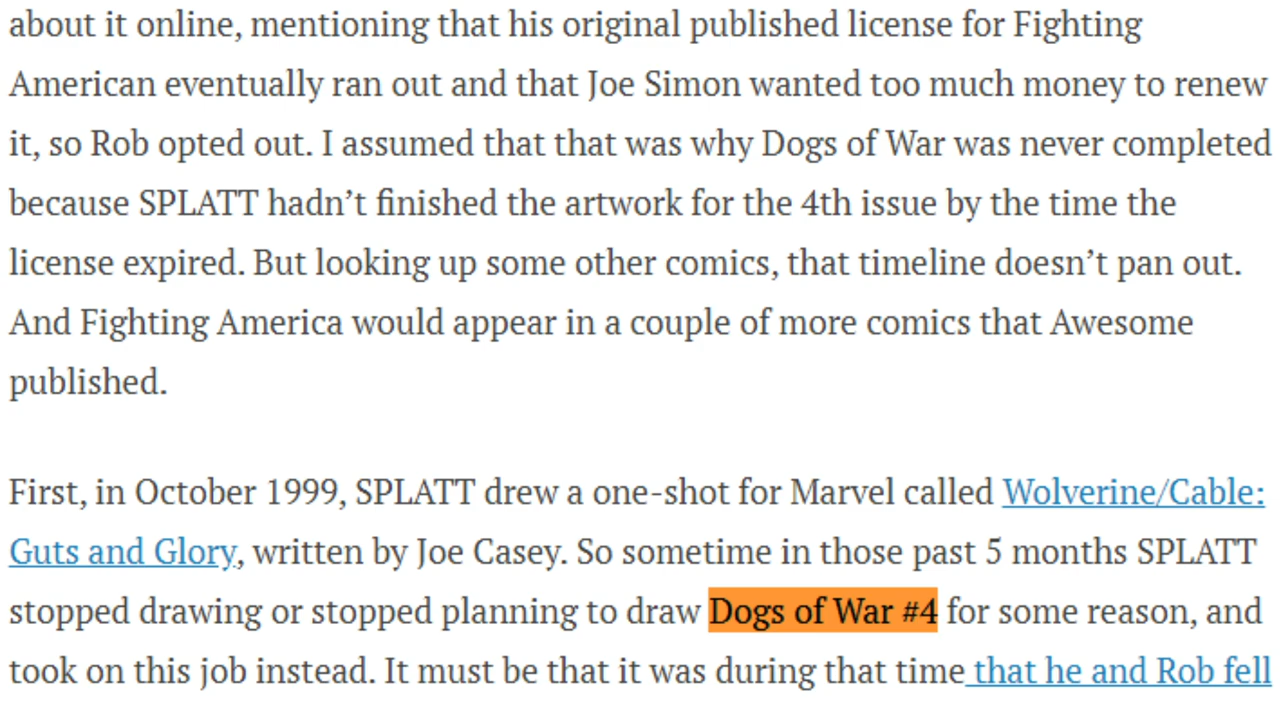 about it online, mentioning that his original published license for Fighting
American eventually ran out and that Joe Simon wanted too much money to renew
it, so Rob opted out. I assumed that that was why Dogs of War was never completed
because SPLATT hadn’t finished the artwork for the 4th issue by the time the
license expired. But looking up some other comics, that timeline doesn’t pan out.
And Fighting America would appear in a couple of more comics that Awesome
published.
First, in October 1999, SPLATT drew a one-shot for Marvel called Wolverine/Cable:
Guts and Glory, written by Joe Casey. So sometime in those past 5 months SPLATT
stopped drawing or stopped planning to draw Dogs of War #4 for some reason, and
took on this job instead. It must be that it was during that time that he and Rob fell